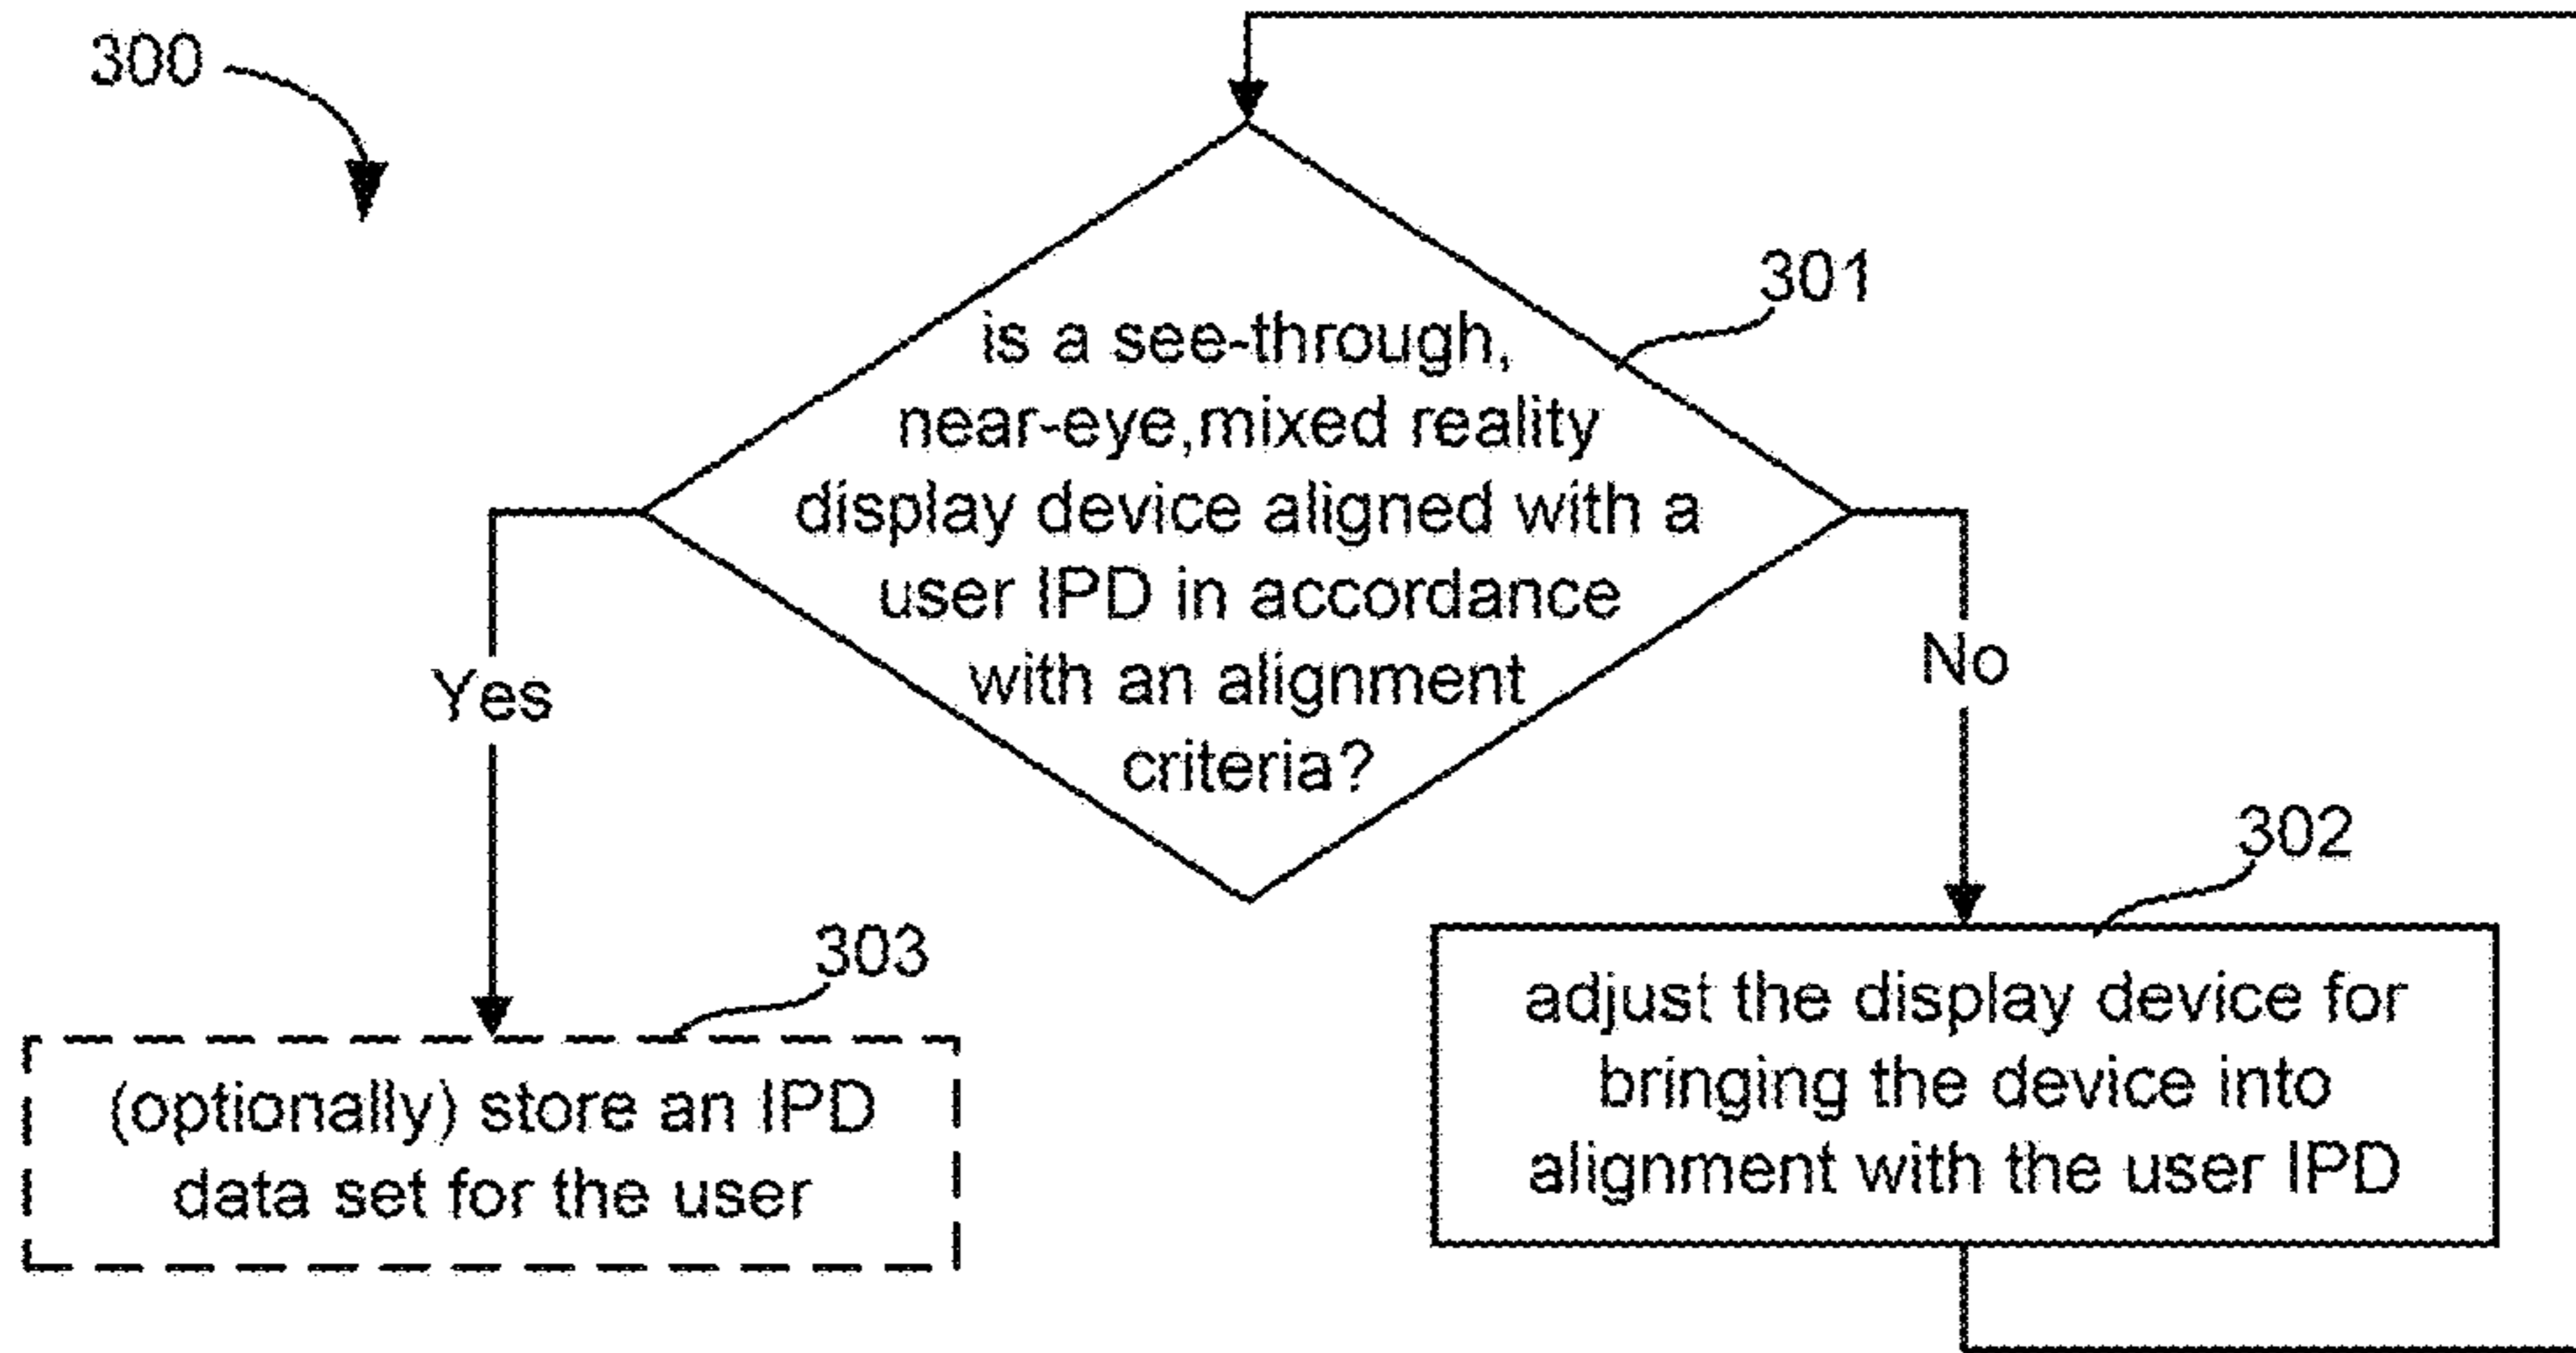 300
301
is a see-through,
near-eye,mixed reality
display device aligned with a
user IPD in accordance
with an alignment
criteria?
Yes
No
302
303
adjust the display device for
bringing the device into
alignment with the user IPD
(optionally) store an IPD
data set for the user